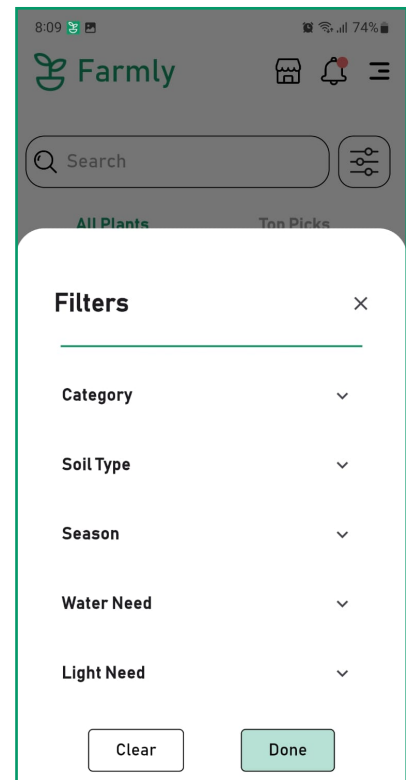 8:09 74%
Farmly
Search
All Plants Top Picks
Filters
Category
Soil Type
Season
Water Need
Light Need
Clear Done